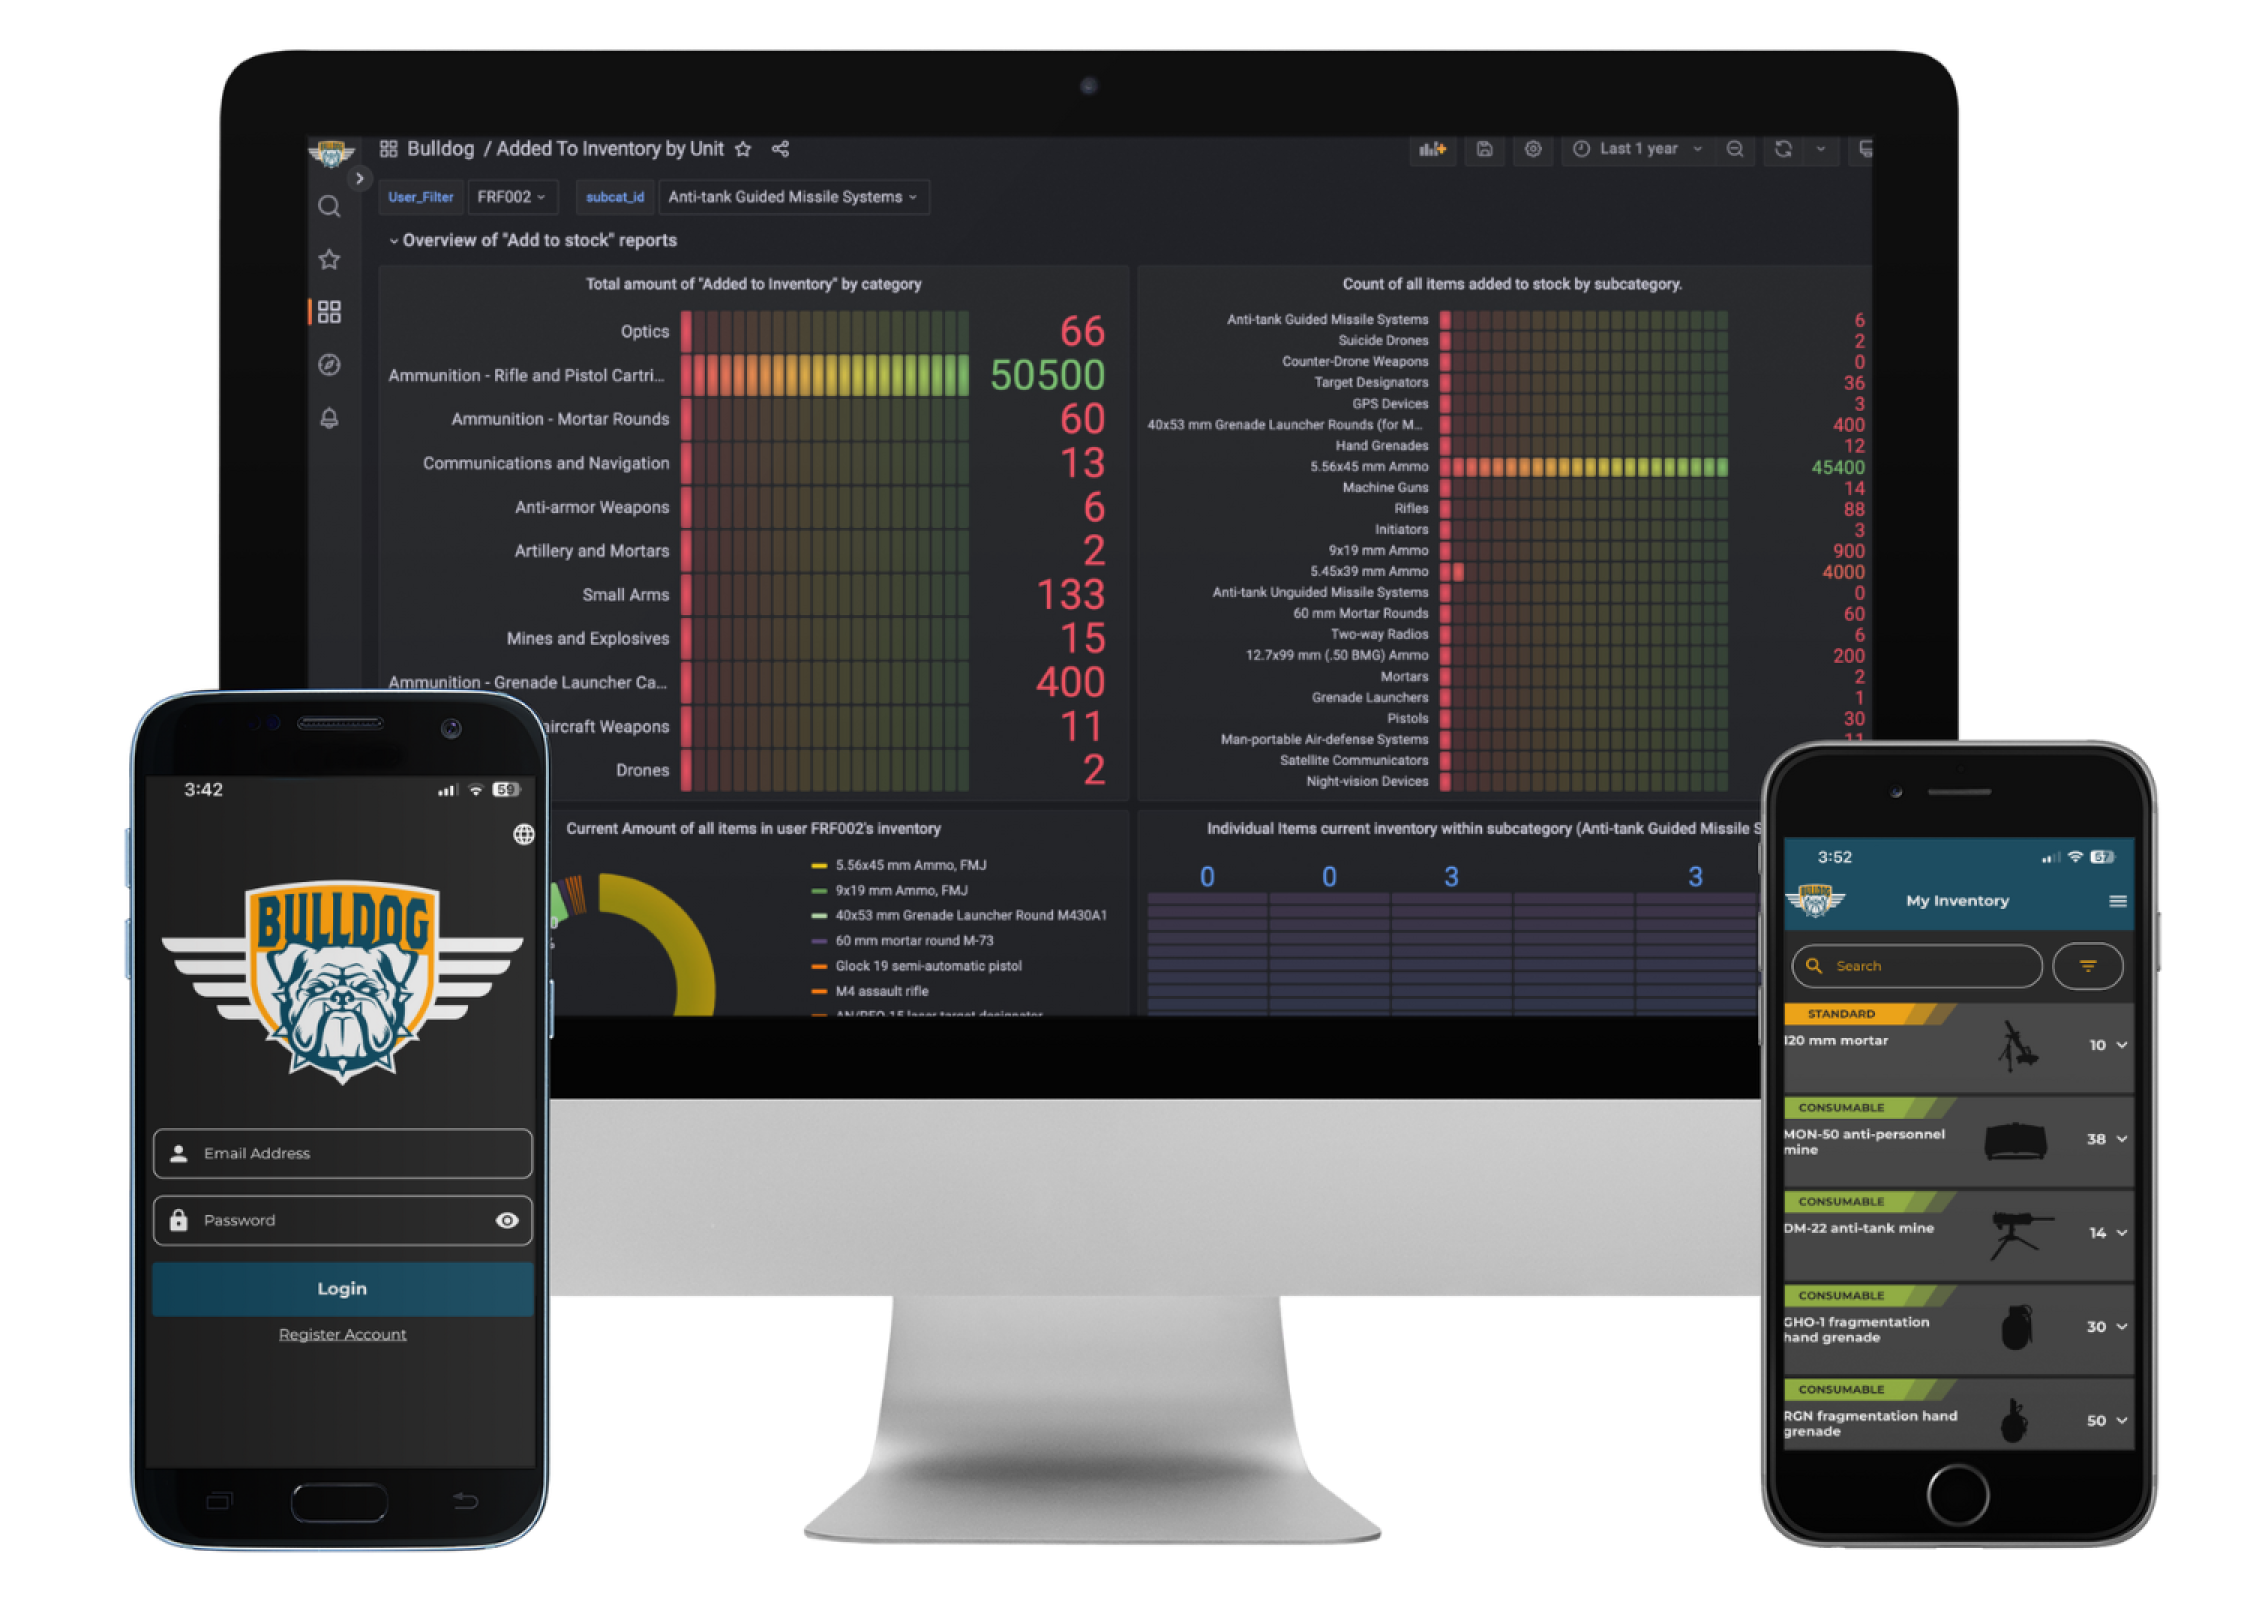 Bulldog / Added To Inventory by Unit
Last 1 year
User_Filter FRF002 subcat_id Anti-tank Guided Missile Systems
Overview of "Add to stock" reports
Total amount of "Added to Inventory" by category
Optics 66
Ammunition - Rifle and Pistol Cartri... 50500
Ammunition - Mortar Rounds 60
Communications and Navigation 13
Anti-armor Weapons 6
Artillery and Mortars 2
Small Arms 133
Mines and Explosives 15
Ammunition - Grenade Launcher Ca... 400
aircraft Weapons 11
Drones 2
Count of all items added to stock by subcategory.
Anti-tank Guided Missile Systems 6
Suicide Drones 2
Counter-Drone Weapons 0
Target Designators 36
GPS Devices 3
40x53 mm Grenade Launcher Rounds (for M... 400
Hand Grenades 12
5.56x45 mm Ammo 45400
Machine Guns 14
Rifles 88
Initiators 3
9x19 mm Ammo 900
5.45x39 mm Ammo 4000
Anti-tank Unguided Missile Systems 0
60 mm Mortar Rounds 60
Two-way Radios 6
12.7x99 mm (.50 BMG) Ammo 200
Mortars 2
Grenade Launchers 1
Pistols 30
Man-portable Air-defense Systems 11
Satellite Communicators
Night-vision Devices
Current Amount of all items in user FRF002's inventory
5.56x45 mm Ammo, FMJ
9x19 mm Ammo, FMJ
40x53 mm Grenade Launcher Round M430A1
60 mm mortar round M-73
Glock 19 semi-automatic pistol
M4 assault rifle
Individual Items current inventory within subcategory (Anti-tank Guided Missile S
0 0 3 3
3:42 59
BULLDOG
Email Address
Password
Login
Register Account
3:52 57
BULLDOG
My Inventory
Search
STANDARD
120 mm mortar 10
CONSUMABLE
MON-50 anti-personnel
mine
38
CONSUMABLE
DM-22 anti-tank mine 14
CONSUMABLE
GHO-1 fragmentation
hand grenade
30
CONSUMABLE
RGN fragmentation hand
grenade
50